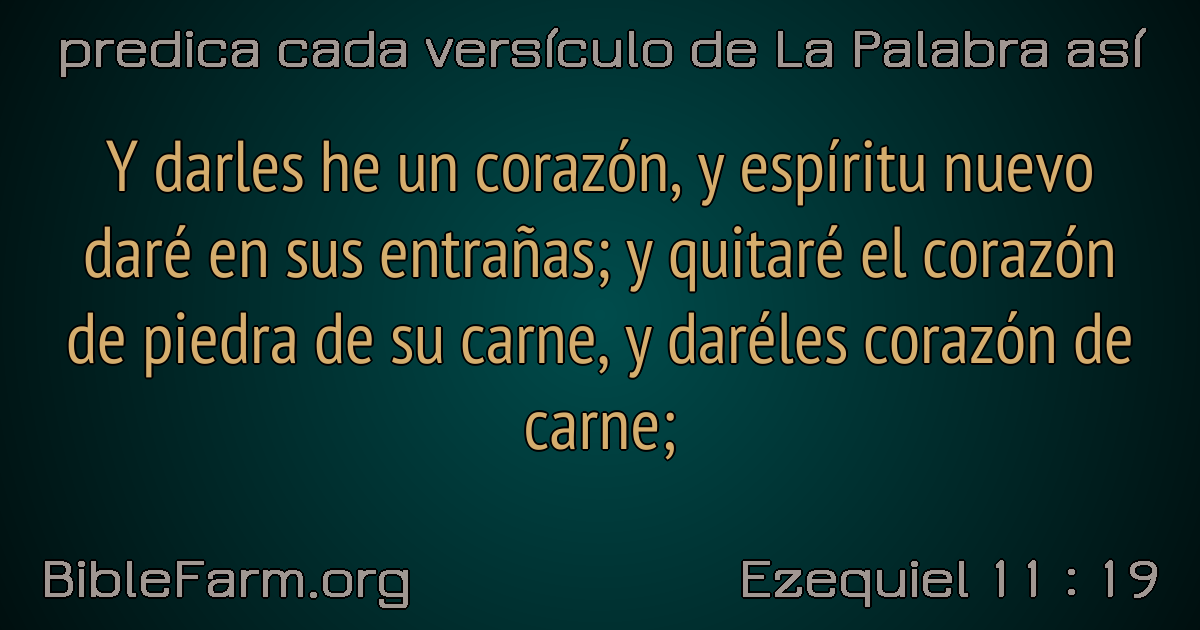 predica cada versículo de La Palabra así
Y darles he un corazón, y espíritu nuevo
daré en sus entrañas; y quitaré el corazón
de piedra de su carne, y daréles corazón de
carne;
BibleFarm.org
Ezequiel 11 : 19